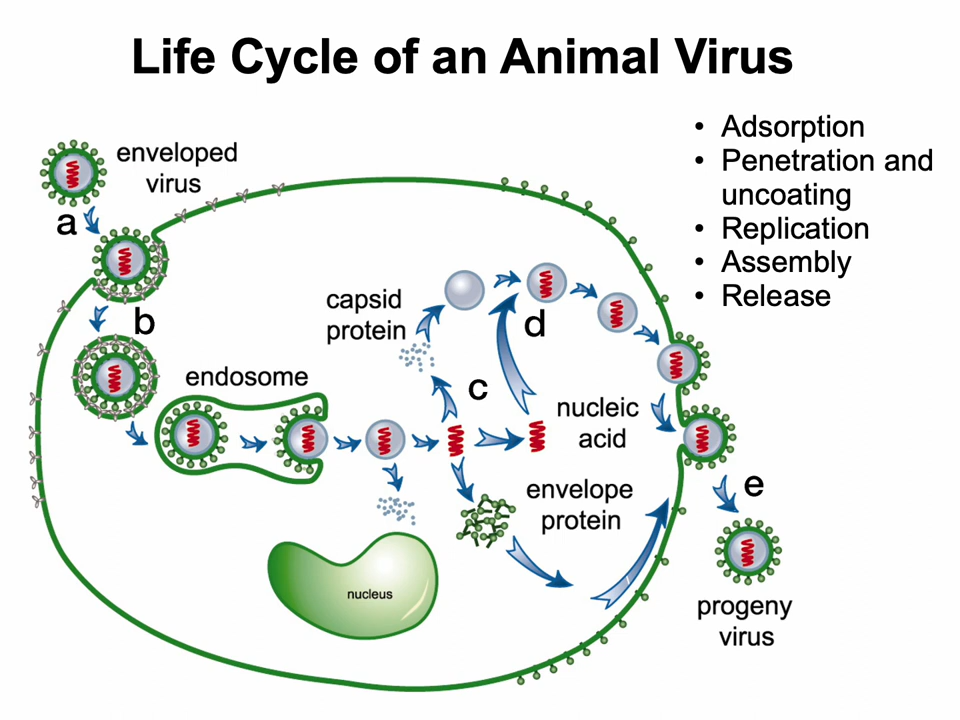 Life Cycle of an Animal Virus
• Adsorption
• Penetration and
uncoating
• Replication
• Assembly
• Release
enveloped
virus
a
b
endosome
capsid
protein
d
c
nucleic
acid
envelope
protein
e
nucleus
progeny
virus